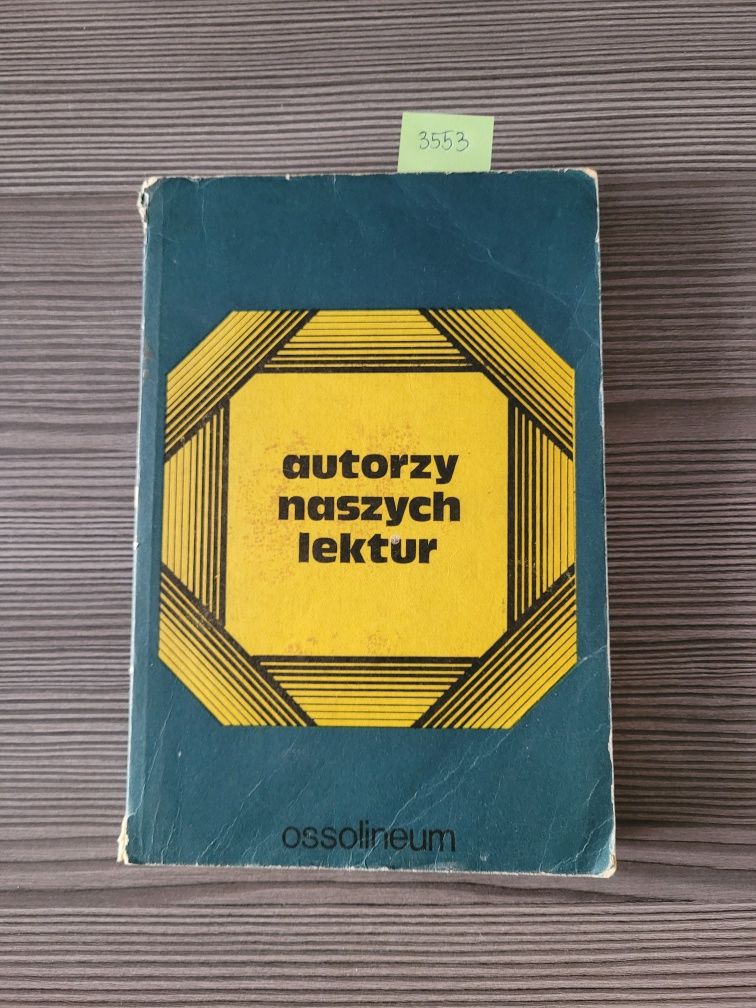 3553
autorzy
naszych
lektur
ossolineum